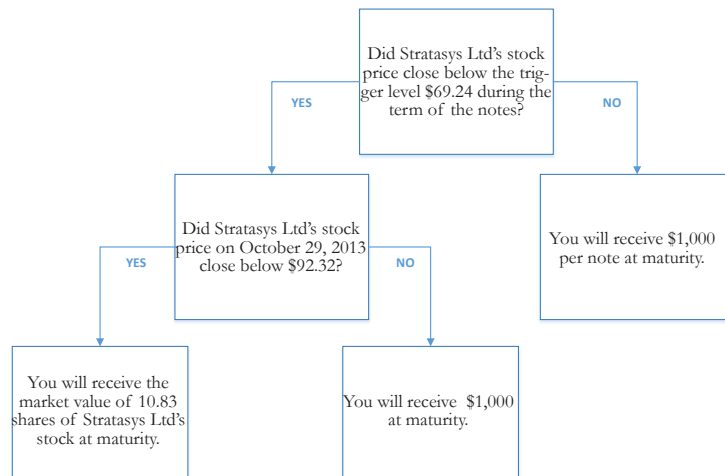 Did Stratasys Ltd's stock
price close below the trig-
ger level $69.24 during the
term of the notes?
YES
NO
Did Stratasys Ltd's stock
price on October 29, 2013
close below $92.32?
You will receive $1,000
per note at maturity.
YES
NO
You will receive the
market value of 10.83
shares of Stratasys Ltd's
stock at maturity.
You will receive $1,000
at maturity.